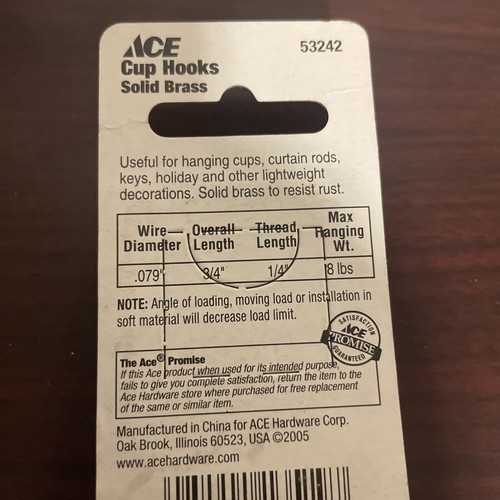 ACE 53242
Cup Hooks
Solid Brass
Useful for hanging cups, curtain rods,
keys, holiday and other lightweight
decorations. Solid brass to resist rust.
Wire Diameter Overall Length Thread Length Max Hanging Wt.
.079" 3/4" 1/4" 8 lbs
NOTE: Angle of loading, moving load or installation in
soft material will decrease load limit.
SATISFACTION
ACE
PROMISE
GUARANTEED
The Ace® Promise
If this Ace product when used for its intended purpose,
fails to give you complete satisfaction, return the item to the
Ace Hardware store where purchased for free replacement
of the same or similar item.
Manufactured in China for ACE Hardware Corp.
Oak Brook, Illinois 60523, USA ©2005
www.acehardware.com